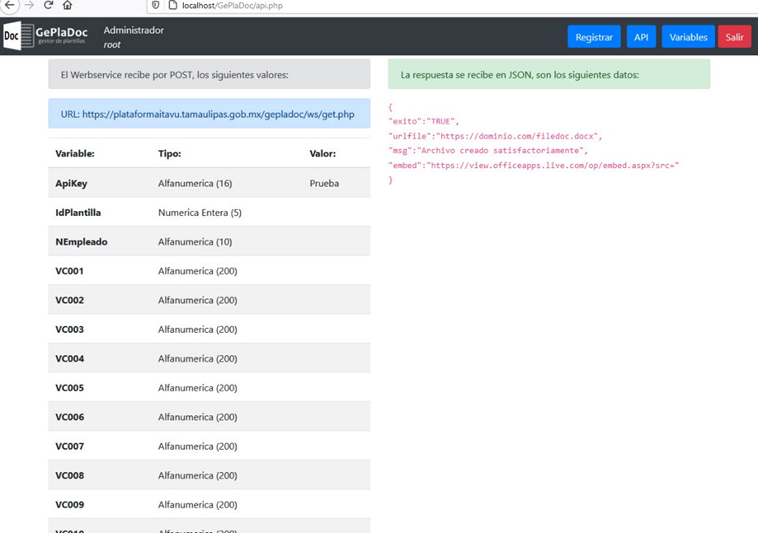 localhost/GePlaDoc/api.php
Doc
GePlaDoc
gestor de plantillas
Administrador
root
Registrar
API
Variables
Salir
El Werbservice recibe por POST, los siguientes valores:
URL: https://plataformaitavu.tamaulipas.gob.mx/gepladoc/ws/get.php
Variable: Tipo: Valor:
ApiKey Alfanumerica (16) Prueba
IdPlantilla Numerica Entera (5)
NEmpleado Alfanumerica (10)
VC001 Alfanumerica (200)
VC002 Alfanumerica (200)
VC003 Alfanumerica (200)
VC004 Alfanumerica (200)
VC005 Alfanumerica (200)
VC006 Alfanumerica (200)
VC007 Alfanumerica (200)
VC008 Alfanumerica (200)
VC009 Alfanumerica (200)
VC010 Alfanumerica (200)
La respuesta se recibe en JSON, son los siguientes datos:
{
"exito":"TRUE",
"urlfile":"https://dominio.com/filedoc.docx",
"msg":"Archivo creado satisfactoriamente",
"embed":"https://view.officeapps.live.com/op/embed.aspx?src="
}